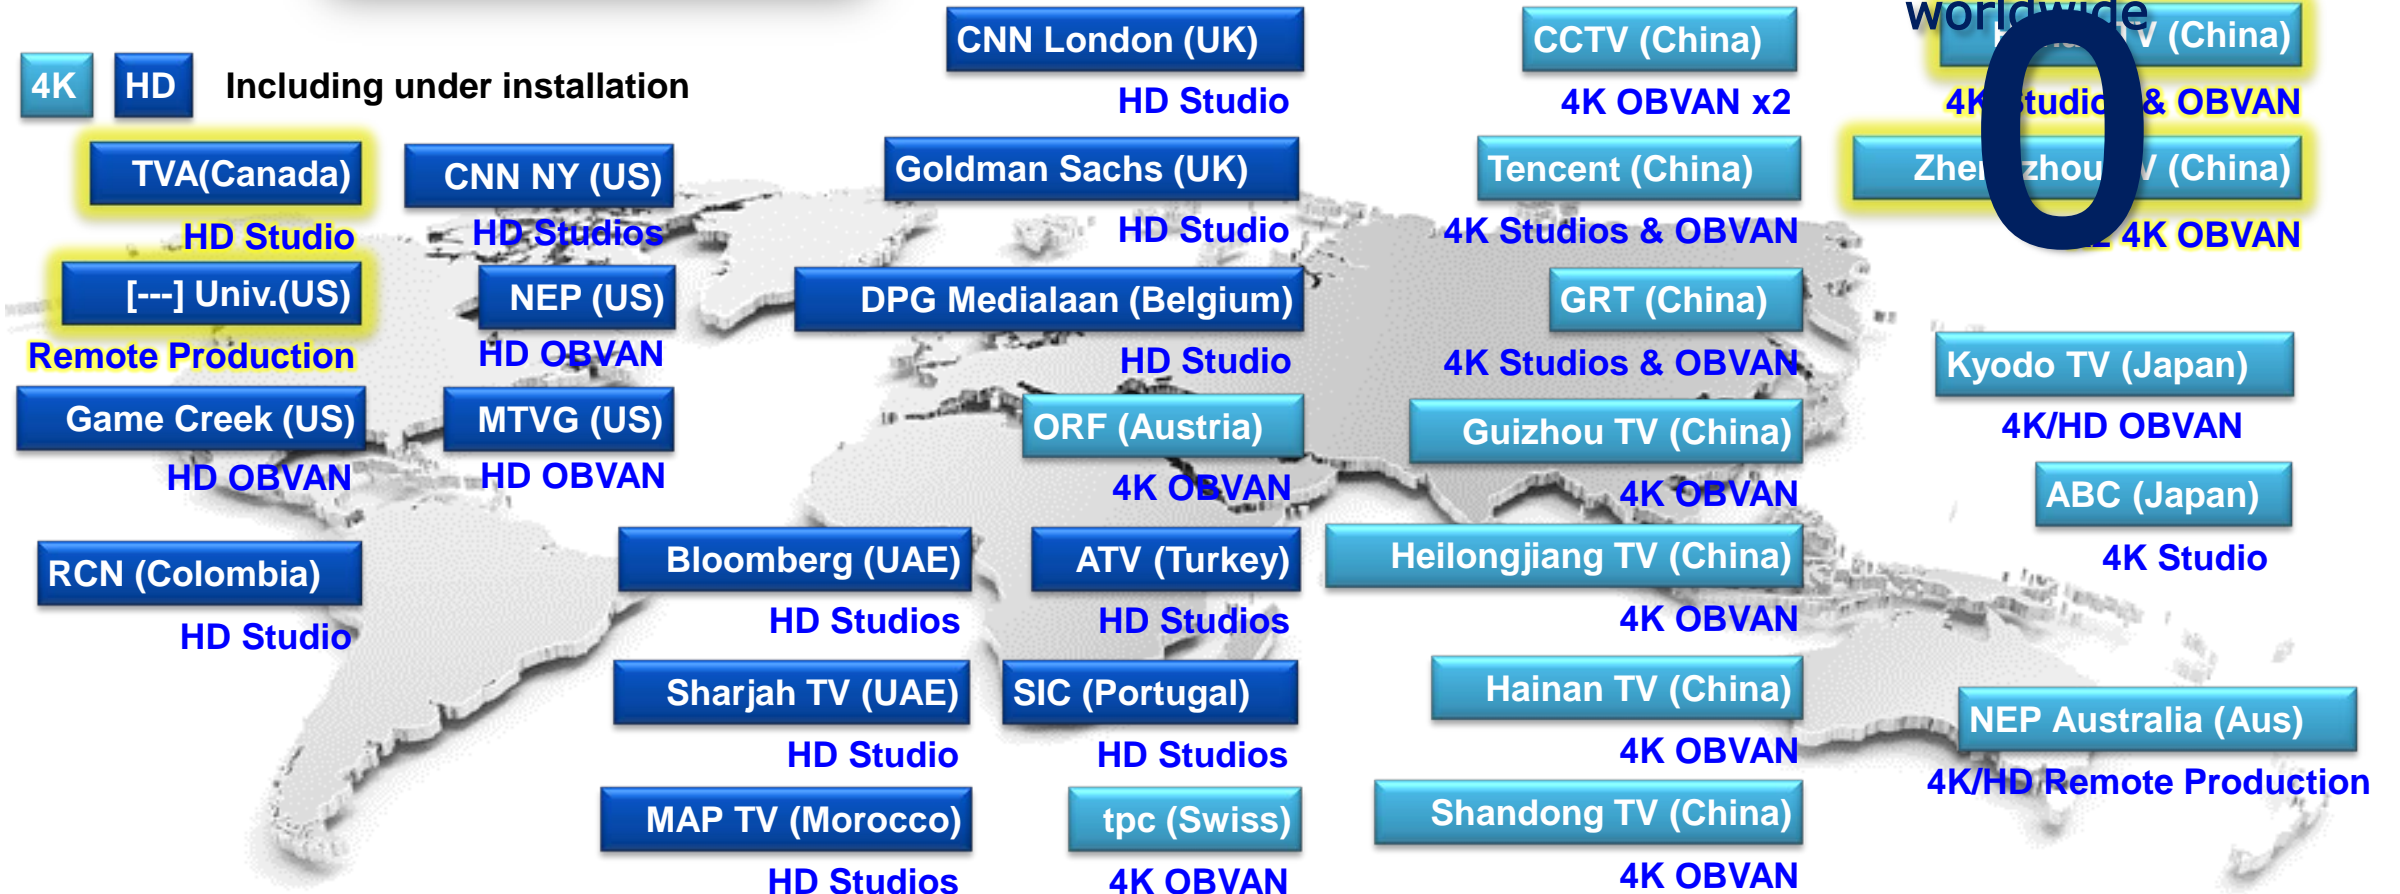 worldwide
0
4K
HD
Including under installation
TVA(Canada)
HD Studio
[---] Univ.(US)
Remote Production
Game Creek (US)
HD OBVAN
RCN (Colombia)
HD Studio
CNN NY (US)
HD Studios
NEP (US)
HD OBVAN
MTVG (US)
HD OBVAN
Bloomberg (UAE)
HD Studios
Sharjah TV (UAE)
HD Studio
MAP TV (Morocco)
HD Studios
CNN London (UK)
HD Studio
Goldman Sachs (UK)
HD Studio
DPG Medialaan (Belgium)
HD Studio
ORF (Austria)
4K OBVAN
ATV (Turkey)
HD Studios
SIC (Portugal)
HD Studios
tpc (Swiss)
4K OBVAN
CCTV (China)
4K OBVAN x2
Tencent (China)
4K Studios & OBVAN
GRT (China)
4K Studios & OBVAN
Guizhou TV (China)
4K OBVAN
Heilongjiang TV (China)
4K OBVAN
Hainan TV (China)
4K OBVAN
Shandong TV (China)
4K OBVAN
TV (China)
4K & OBVAN
TV (China)
4K OBVAN
Kyodo TV (Japan)
4K/HD OBVAN
ABC (Japan)
4K Studio
NEP Australia (Aus)
4K/HD Remote Production